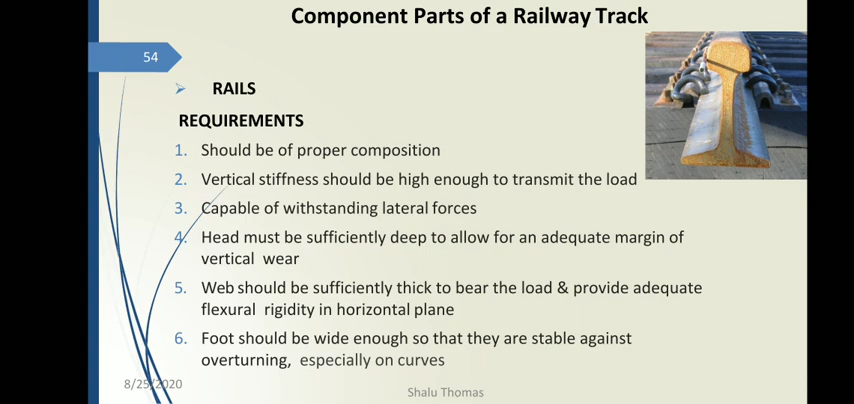 Component Parts of a Railway Track
54
RAILS
REQUIREMENTS
1. Should be of proper composition
2. Vertical stiffness should be high enough to transmit the load
3. Capable of withstanding lateral forces
4. Head must be sufficiently deep to allow for an adequate margin of
vertical wear
5. Web should be sufficiently thick to bear the load & provide adequate
flexural rigidity in horizontal plane
6. Foot should be wide enough so that they are stable against
overturning, especially on curves
8/25/2020
Shalu Thomas